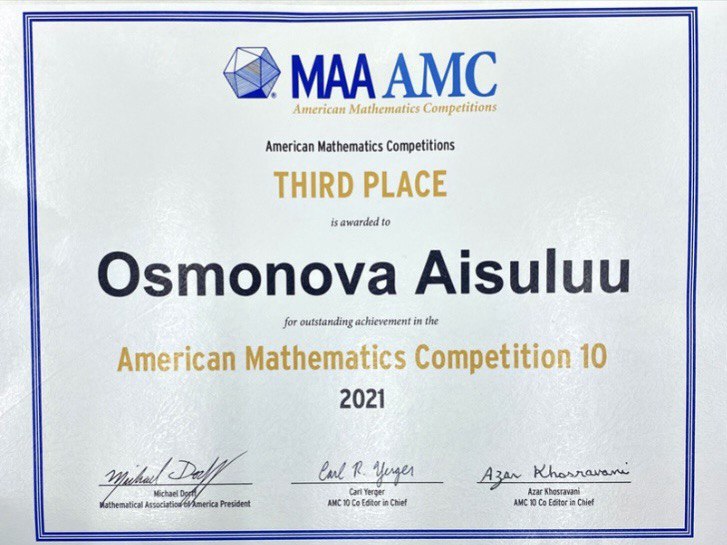 MAA AMC
American Mathematics Competitions
American Mathematics Competitions
THIRD PLACE
is awarded to
Osmonova Aisuluu
for outstanding achievement in the
American Mathematics Competition 10
2021
Michael Dorff Carl R. Yerger Azar Khosravani
Michael Dorff Carl Yerger Azar Khosravani
Mathematical Association of America President AMC 10 Co Editor in Chief AMC 10 Co Editor in Chief